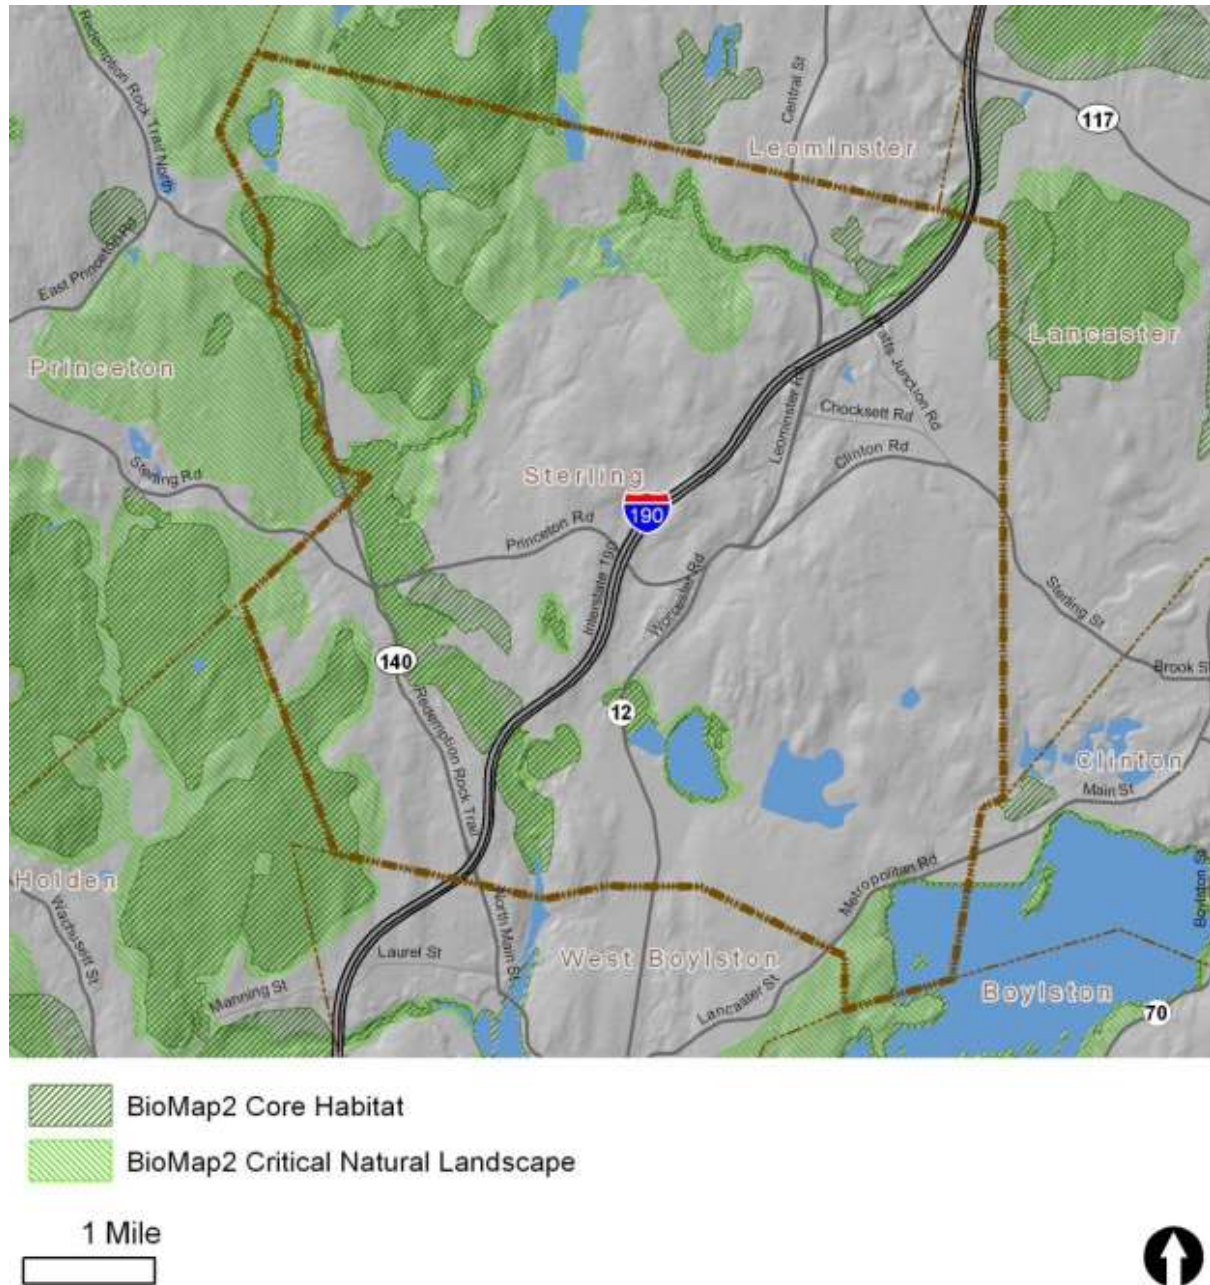 Redemption Rock Trail North
Central St
117
Leominster
East Princeton Rd
Princeton
Lancaster
Leominster Rd
Chocksett Rd
Clinton Rd
Sterling Rd
Sterling
190
Princeton Rd
Interstate 190
Worcester Rd
Sterling St
Brook St
140
12
Redemption Rock Trail
Clinton
Main St
Holden
Metropolitan Rd
Boylston St
Wachusett St
North Main St
Laurel St
West Boylston
Manning St
Lancaster St
Boylston
70
BioMap2 Core Habitat
BioMap2 Critical Natural Landscape
1 Mile